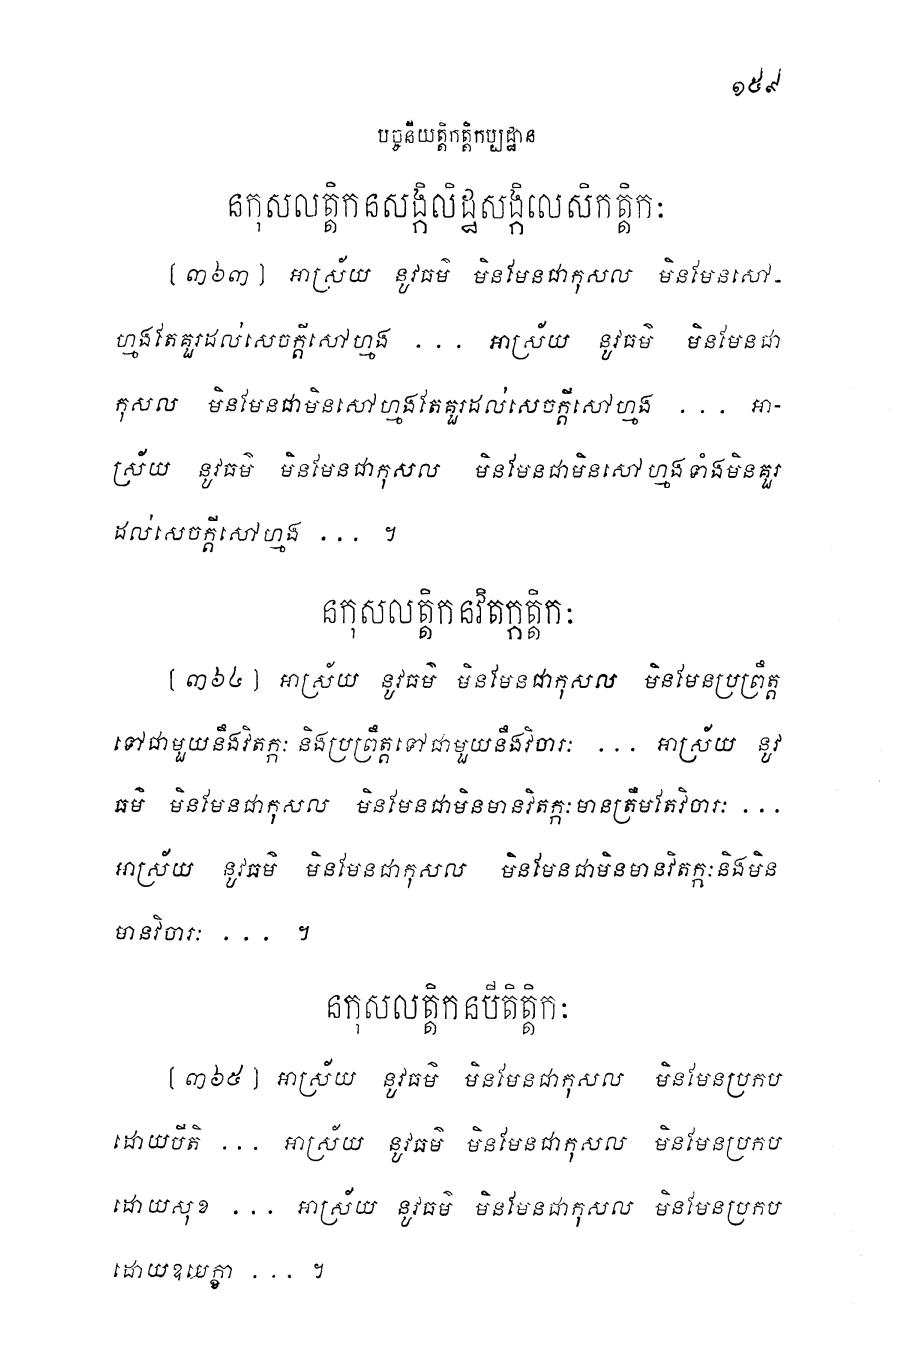 ១៥៩
បច្ចនីយត្តិកត្តិកប្បដ្ឋាន
នកុសលត្តិកនសង្កិលិដ្ឋសង្កិលេសិកត្តិកៈ
(៣៦៣) អាស្រ័យ នូវធម៌ មិនមែនជាកុសល មិនមែនសៅ-
ហ្មងតែគួរដល់សេចក្តីសៅហ្មង ... អាស្រ័យ នូវធម៌ មិនមែនជា
កុសល មិនមែនជាមិនសៅហ្មងតែគួរដល់សេចក្តីសៅហ្មង ... អា-
ស្រ័យ នូវធម៌ មិនមែនជាកុសល មិនមែនជាមិនសៅហ្មងទាំងមិនគួរ
ដល់សេចក្តីសៅហ្មង ... ។
នកុសលត្តិកនវិតក្កត្តិកៈ
(៣៦៤) អាស្រ័យ នូវធម៌ មិនមែនជាកុសល មិនមែនប្រព្រឹត្ត
ទៅជាមួយនឹងវិតក្កៈ និងប្រព្រឹត្តទៅជាមួយនឹងវិចារៈ ... អាស្រ័យ នូវ
ធម៌ មិនមែនជាកុសល មិនមែនជាមិនមានវិតក្កៈមានត្រឹមតែវិចារៈ ...
អាស្រ័យ នូវធម៌ មិនមែនជាកុសល មិនមែនជាមិនមានវិតក្កៈនិងមិន
មានវិចារៈ ... ។
នកុសលត្តិកនបីតិត្តិកៈ
(៣៦៥) អាស្រ័យ នូវធម៌ មិនមែនជាកុសល មិនមែនប្រកប
ដោយបីតិ ... អាស្រ័យ នូវធម៌ មិនមែនជាកុសល មិនមែនប្រកប
ដោយសុខ ... អាស្រ័យ នូវធម៌ មិនមែនជាកុសល មិនមែនប្រកប
ដោយឧបេក្ខា ... ។